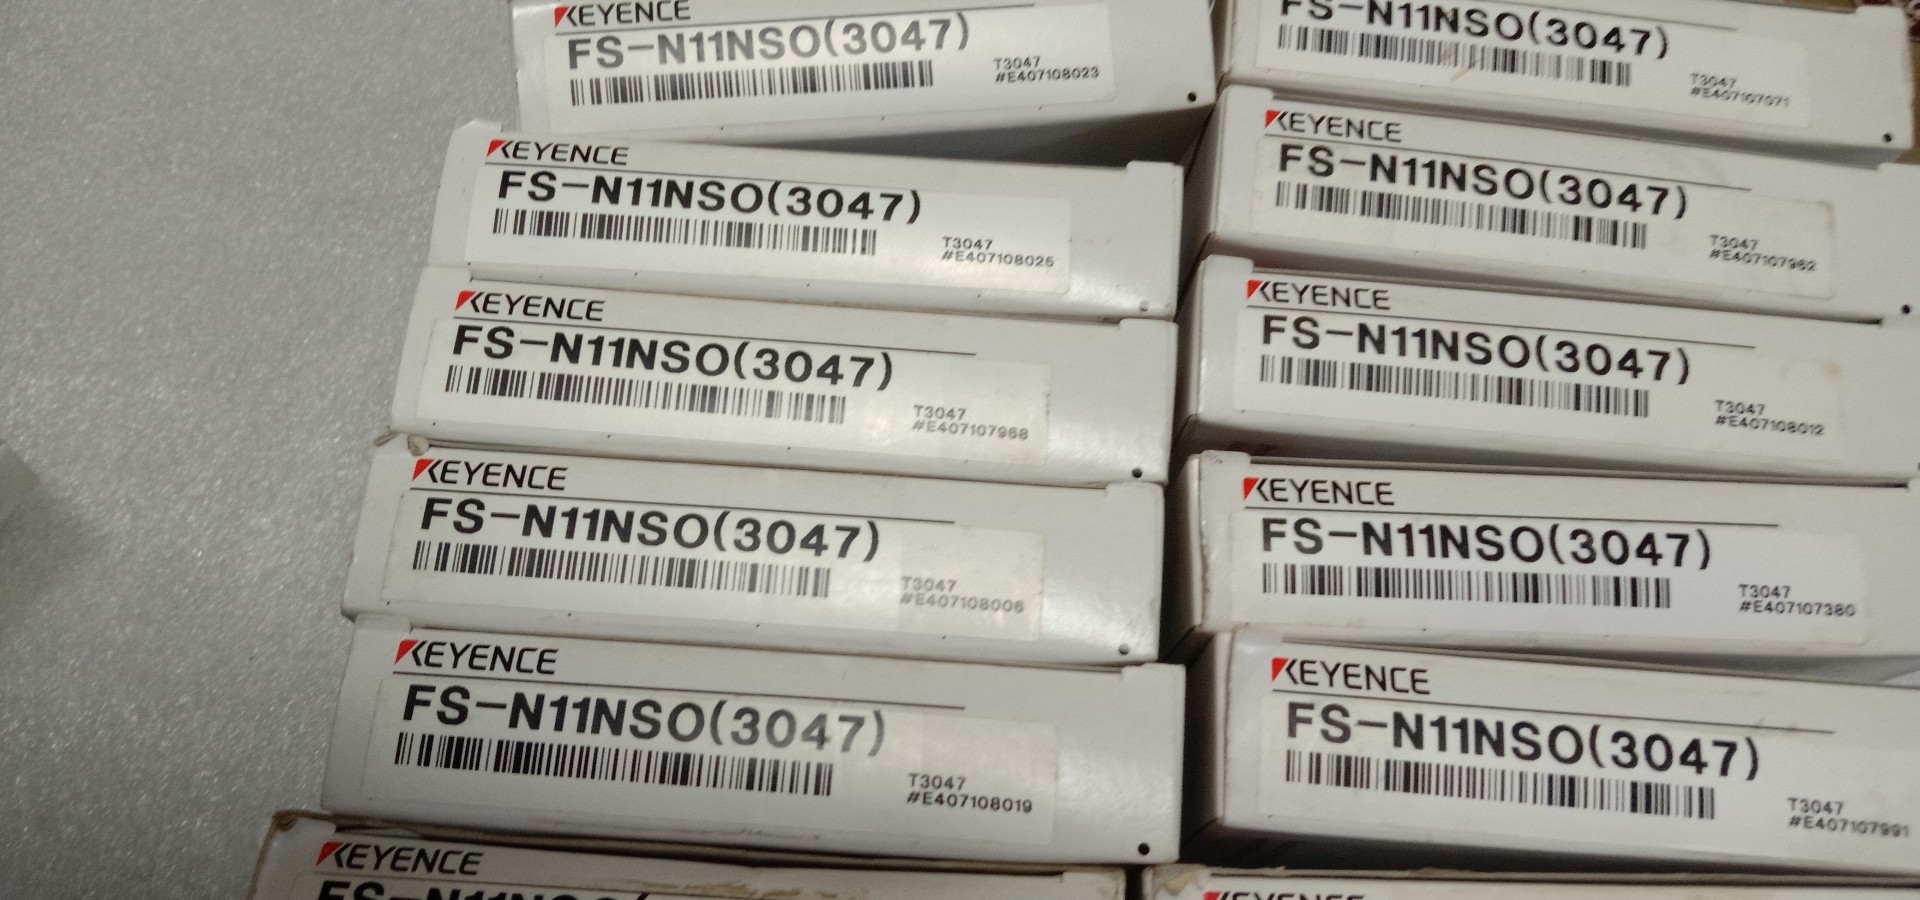 KEYENCE
FS-N11NSO(3047)
T3047
#E407108023
KEYENCE
FS-N11NSO(3047)
T3047
#E407108025
KEYENCE
FS-N11NSO(3047)
T3047
#E407107968
KEYENCE
FS-N11NSO(3047)
T3047
#E407108006
KEYENCE
FS-N11NSO(3047)
T3047
#E407108019
KEYENCE
FS-N11NSO(3047)
T3047
KEYENCE
FS-N11NSO(3047)
T3047
#E407107962
KEYENCE
FS-N11NSO(3047)
T3047
#E407108012
KEYENCE
FS-N11NSO(3047)
T3047
#E407107380
KEYENCE
FS-N11NSO(3047)
T3047
#E407107991
KEYENCE